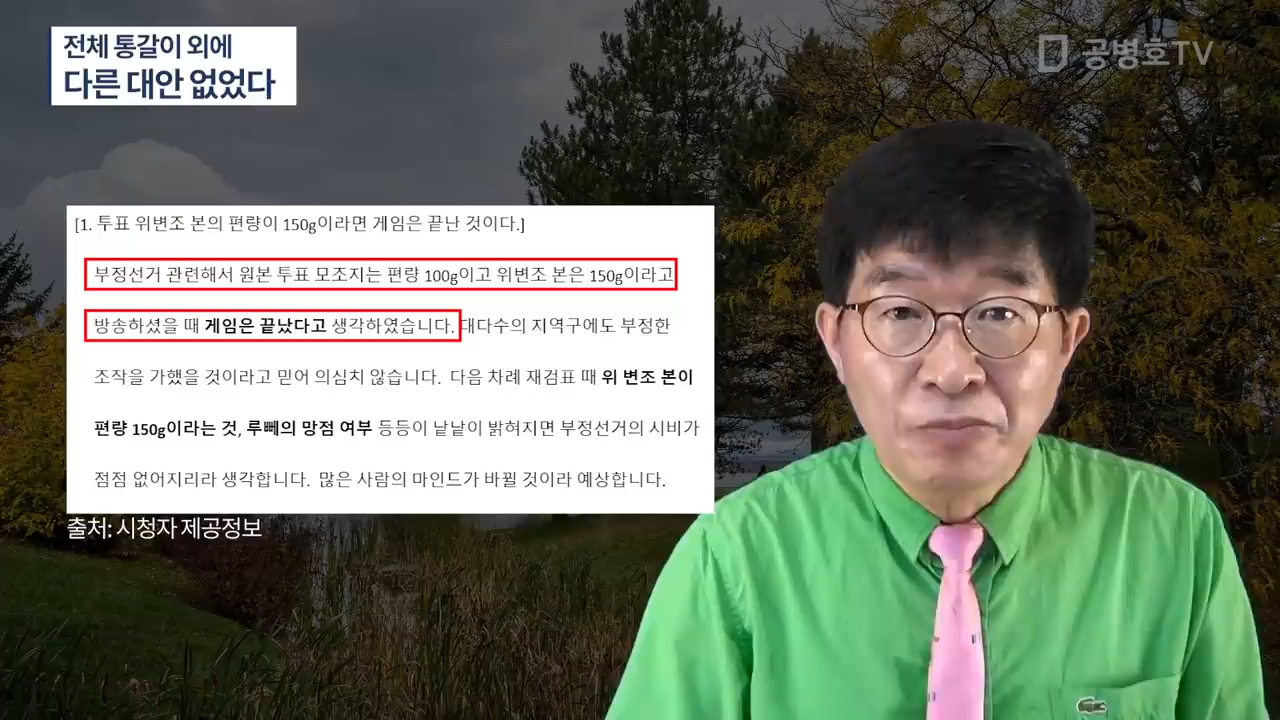 전체 통갈이 외에
다른 대안 없었다
공병호TV
[1. 투표 위변조 본의 편량이 150g이라면 게임은 끝난 것이다.]
부정선거 관련해서 원본 투표 모조지는 편량 100g이고 위변조 본은 150g이라고
방송하셨을 때 게임은 끝났다고 생각하였습니다. 대다수의 지역구에도 부정한
조작을 가했을 것이라고 믿어 의심치 않습니다. 다음 차례 재검표 때 위 변조 본이
편량 150g이라는 것, 루뻬의 망점 여부 등등이 낱낱이 밝혀지면 부정선거의 시비가
점점 없어지리라 생각합니다. 많은 사람의 마인드가 바뀔 것이라 예상합니다.
출처: 시청자 제공정보